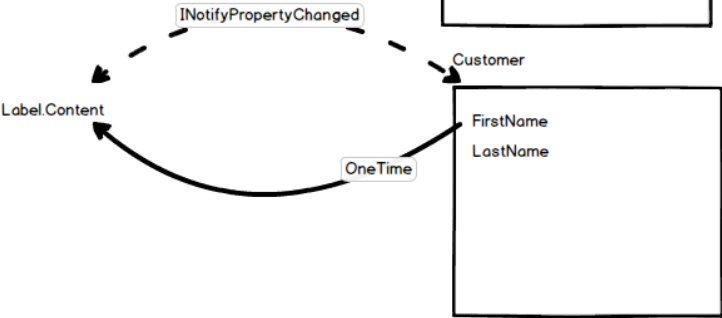 INotifyPropertyChanged
Customer
Label.Content
FirstName
LastName
OneTime